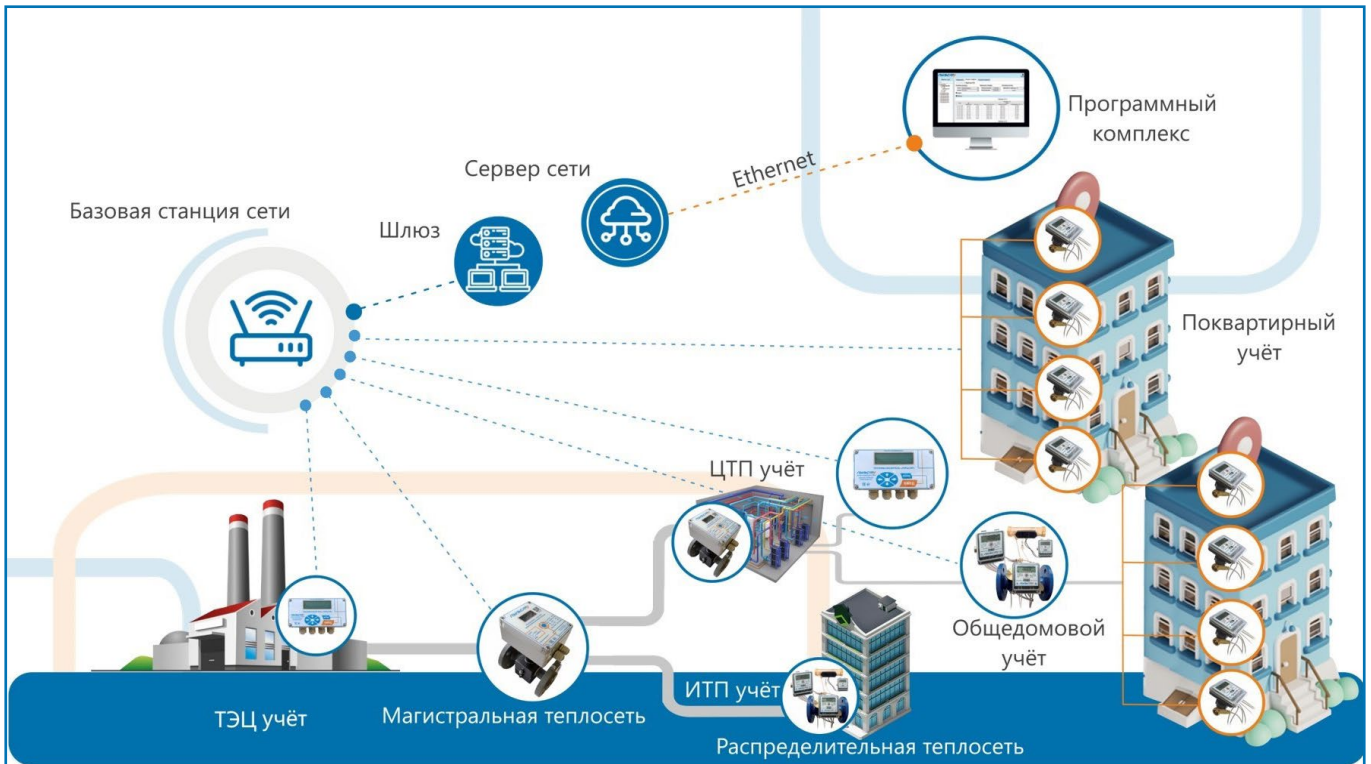 Программный
комплекс
Ethernet
Сервер сети
Шлюз
Базовая станция сети
Поквартирный
учёт
ЦТП учёт
Общедомовой
учёт
ИТП учёт
ТЭЦ учёт
Магистральная теплосеть
Распределительная теплосеть